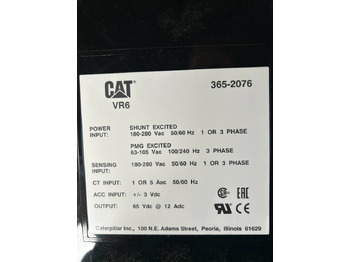 CAT 365-2076
VR6
POWER INPUT: SHUNT EXCITED
180-280 Vac 50/60 Hz 1 OR 3 PHASE
PMG EXCITED
63-105 Vac 100/240 Hz 3 PHASE
SENSING INPUT: 180-280 Vac 50/60 Hz 1 OR 3 PHASE
CT INPUT: 1 OR 5 Aac 50/60 Hz
ACC INPUT: +/- 3 Vdc
OUTPUT: 65 Vdc @ 12 Adc
EAC
UL CE
Caterpillar Inc., 100 N.E. Adams Street, Peoria, Illinois 61629